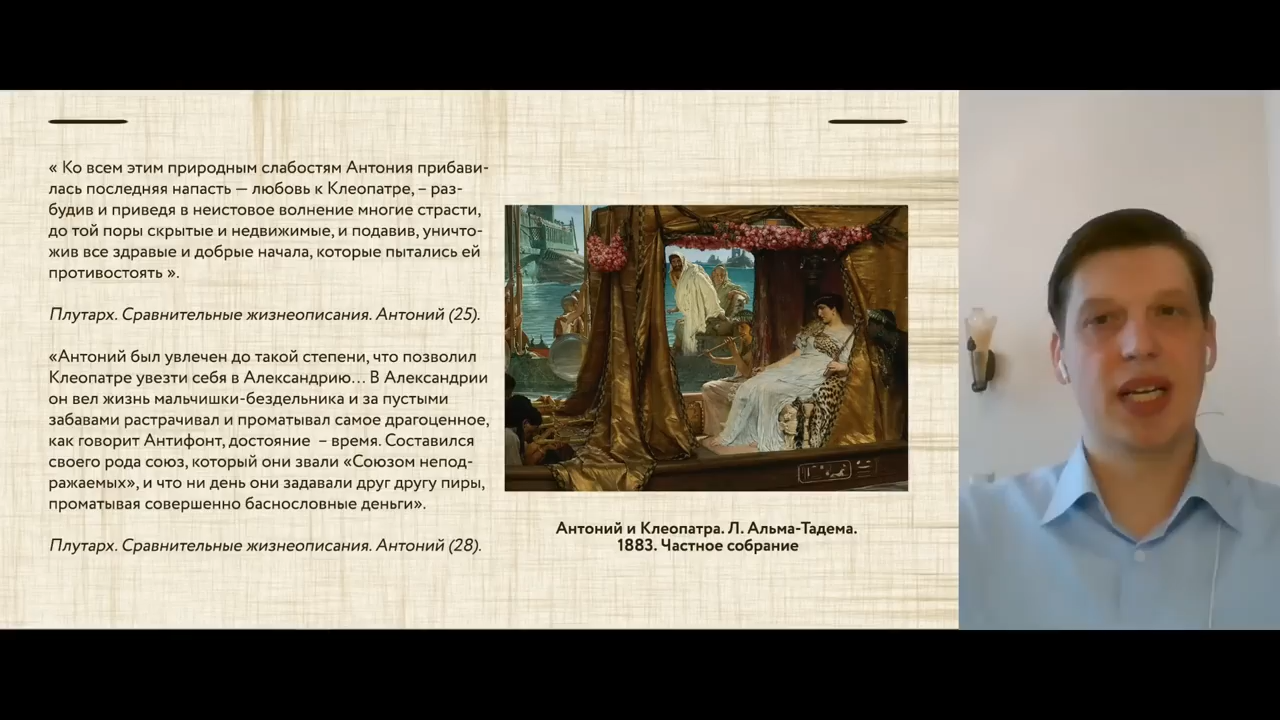 « Ко всем этим природным слабостям Антония прибави-
лась последняя напасть — любовь к Клеопатре, – раз-
будив и приведя в неистовое волнение многие страсти,
до той поры скрытые и недвижимые, и подавив, уничто-
жив все здравые и добрые начала, которые пытались ей
противостоять ».
Плутарх. Сравнительные жизнеописания. Антоний (25).
«Антоний был увлечен до такой степени, что позволил
Клеопатре увезти себя в Александрию... В Александрии
он вел жизнь мальчишки-бездельника и за пустыми
забавами растрачивал и проматывал самое драгоценное,
как говорит Антифонт, достояние – время. Составился
своего рода союз, который они звали «Союзом непод-
ражаемых», и что ни день они задавали друг другу пиры,
проматывая совершенно баснословные деньги».
Плутарх. Сравнительные жизнеописания. Антоний (28).
Антоний и Клеопатра. Л. Альма-Тадема.
1883. Частное собрание